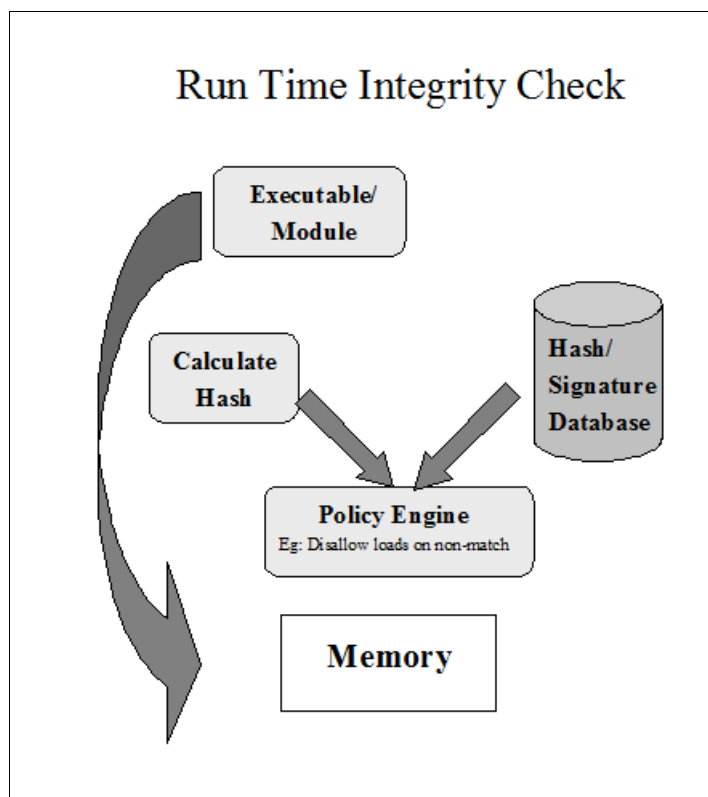 Run Time Integrity Check
Executable/
Module
Calculate
Hash
Hash/
Signature
Database
Policy Engine
Eg: Disallow loads on non-match
Memory